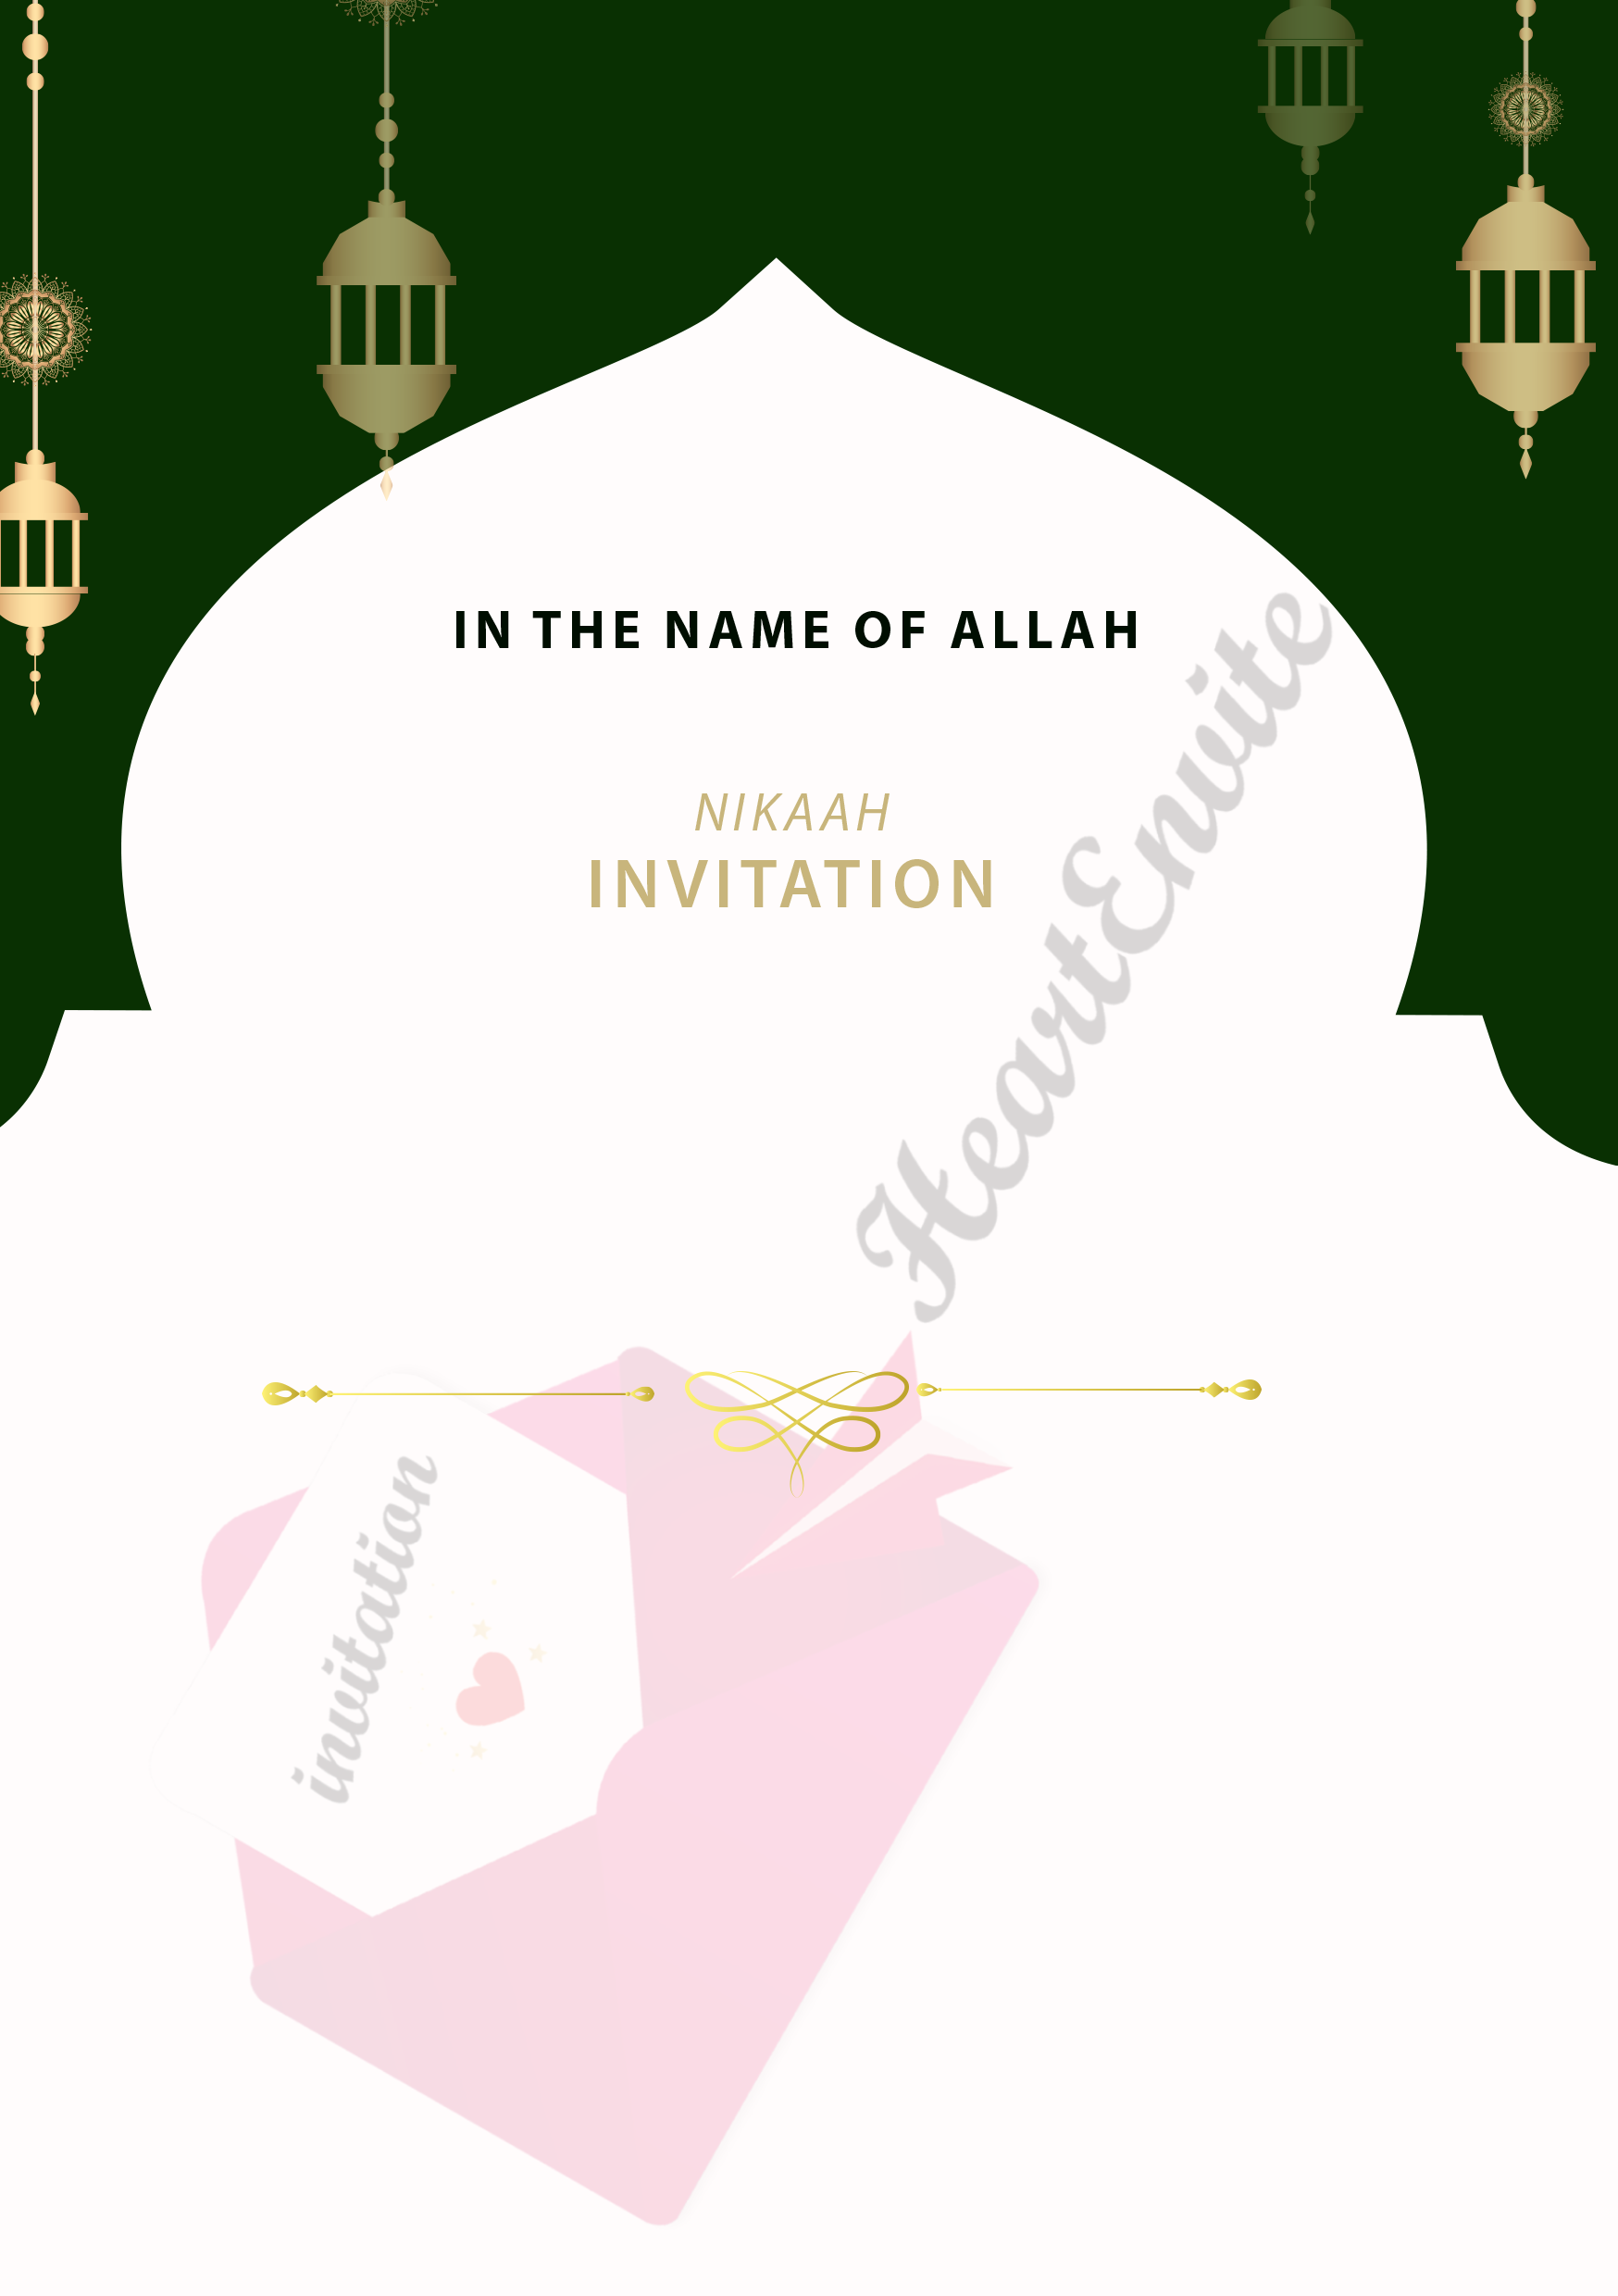 IN THE NAME OF ALLAH
NIKAAH
INVITATION
HeartEnvite
invitation